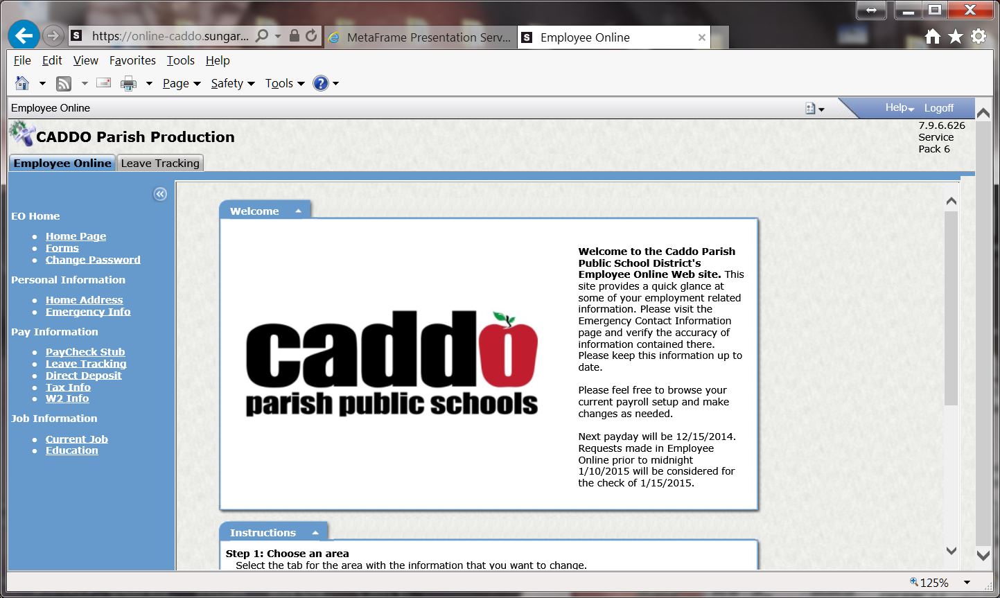 https://online-caddo.sungar...
MetaFrame Presentation Serv...
Employee Online
File Edit View Favorites Tools Help
Page Safety Tools
Employee Online
Help Logoff
CADDO Parish Production
7.9.6.626
Service
Pack 6
Employee Online
Leave Tracking
EO Home
Home Page
Forms
Change Password
Personal Information
Home Address
Emergency Info
Pay Information
PayCheck Stub
Leave Tracking
Direct Deposit
Tax Info
W2 Info
Job Information
Current Job
Education
Welcome
caddo
parish public schools
Welcome to the Caddo Parish
Public School District's
Employee Online Web site. This
site provides a quick glance at
some of your employment related
information. Please visit the
Emergency Contact Information
page and verify the accuracy of
information contained there.
Please keep this information up to
date.
Please feel free to browse your
current payroll setup and make
changes as needed.
Next payday will be 12/15/2014.
Requests made in Employee
Online prior to midnight
1/10/2015 will be considered for
the check of 1/15/2015.
Instructions
Step 1: Choose an area
Select the tab for the area with the information that you want to change.
125%